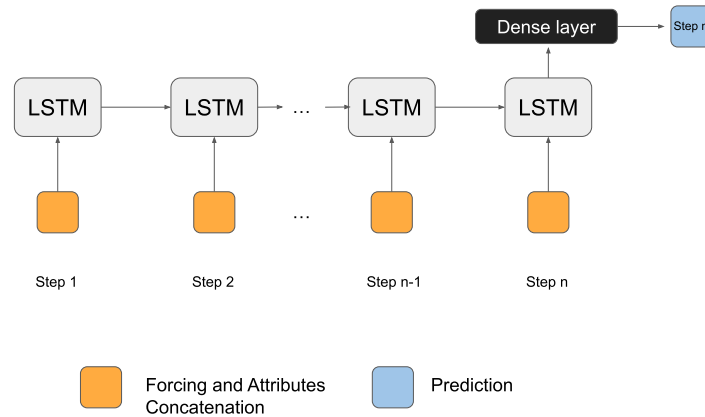 Dense layer
Step n
LSTM
LSTM
...
LSTM
LSTM
...
Step 1
Step 2
Step n-1
Step n
Forcing and Attributes
Concatenation
Prediction